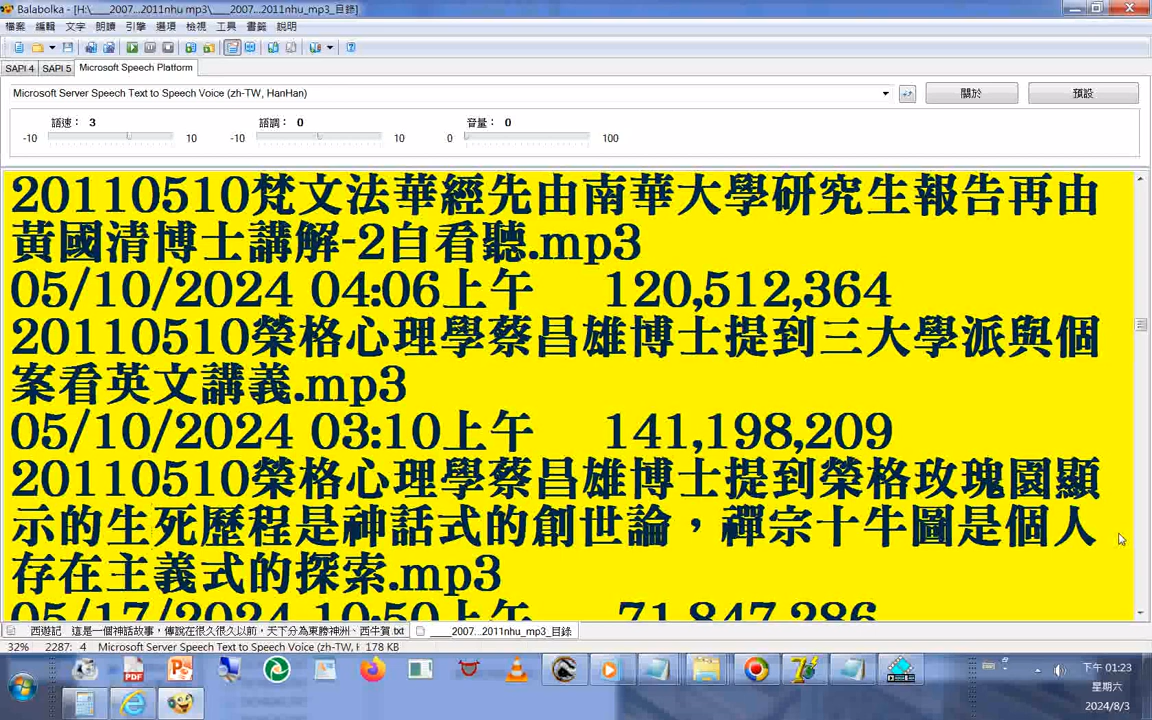 Balabolka - [H:\____2007...2011nhu mp3\____2007...2011nhu_mp3_目錄]
檔案 編輯 文字 朗讀 引擎 選項 檢視 工具 書籤 說明
SAPI 4 SAPI 5 Microsoft Speech Platform
Microsoft Server Speech Text to Speech Voice (zh-TW, HanHan) 關於 預設
語速： 3 語調： 0 音量： 0
-10 10 -10 10 0 100
20110510梵文法華經先由南華大學研究生報告再由
黃國清博士講解-2自看聽.mp3
05/10/2024 04:06上午 120,512,364
20110510榮格心理學蔡昌雄博士提到三大學派與個
案看英文講義.mp3
05/10/2024 03:10上午 141,198,209
20110510榮格心理學蔡昌雄博士提到榮格玫瑰園顯
示的生死歷程是神話式的創世論，禪宗十牛圖是個人
存在主義式的探索.mp3
05/17/2024 10:50上午 71,847,286
西遊記 這是一個神話故事，傳說在很久很久以前，天下分為東勝神洲、西牛賀.txt ____2007...2011nhu_mp3_目錄
32% 2287: 4 Microsoft Server Speech Text to Speech Voice (zh-TW, H 178 KB
下午 01:23
星期六
2024/8/3